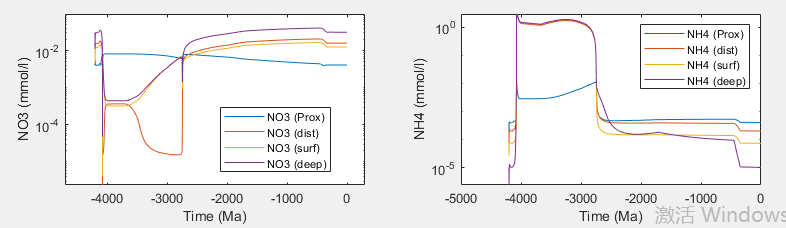 10^-2
10^-4
NO3 (mmol/l)
NO3 (Prox)
NO3 (dist)
NO3 (surf)
NO3 (deep)
-4000 -3000 -2000 -1000 0
Time (Ma)
10^0
10^-5
NH4 (mmol/l)
NH4 (Prox)
NH4 (dist)
NH4 (surf)
NH4 (deep)
-5000 -4000 -3000 -2000 -1000 0
Time (Ma)
激活 Windows